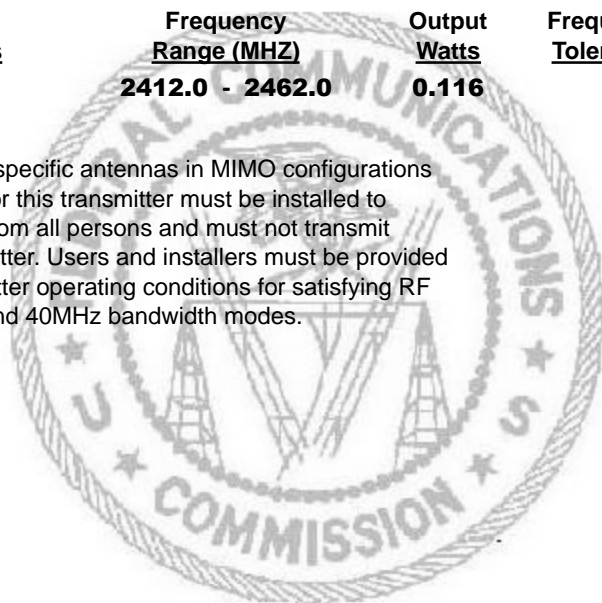 Frequency Output Frequ
s Range (MHZ) Watts Toler
2412.0 - 2462.0 0.116
specific antennas in MIMO configurations
or this transmitter must be installed to
om all persons and must not transmit
tter. Users and installers must be provided
tter operating conditions for satisfying RF
nd 40MHz bandwidth modes.
FEDERAL COMMUNICATIONS
U S
COMMISSION